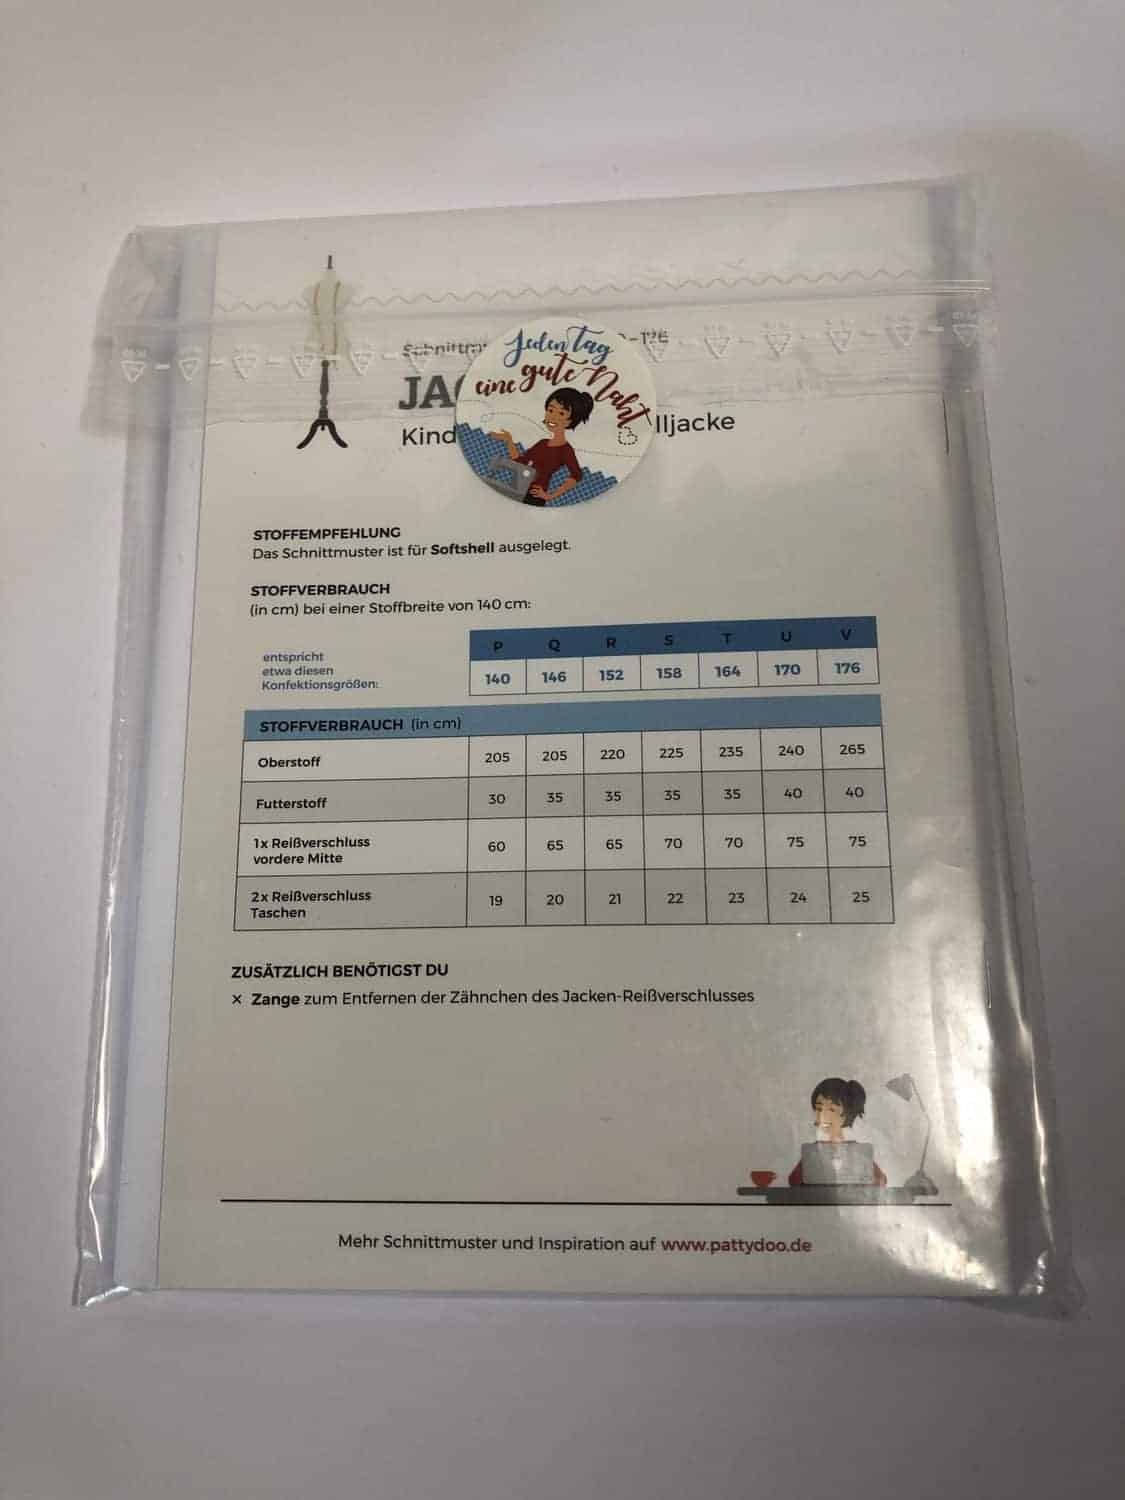 Jeden Tag
eine gute Naht
JA
Kind lljacke
STOFFEMPFEHLUNG
Das Schnittmuster ist für Softshell ausgelegt.
STOFFVERBRAUCH
(in cm) bei einer Stoffbreite von 140 cm:
P Q R S T U V
entspricht
etwa diesen
Konfektionsgrößen:
140 146 152 158 164 170 176
STOFFVERBRAUCH (in cm)
Oberstoff 205 205 220 225 235 240 265
Futterstoff 30 35 35 35 35 40 40
1x Reißverschluss
vordere Mitte 60 65 65 70 70 75 75
2x Reißverschluss
Taschen 19 20 21 22 23 24 25
ZUSÄTZLICH BENÖTIGST DU
× Zange zum Entfernen der Zähnchen des Jacken-Reißverschlusses
Mehr Schnittmuster und Inspiration auf www.pattydoo.de